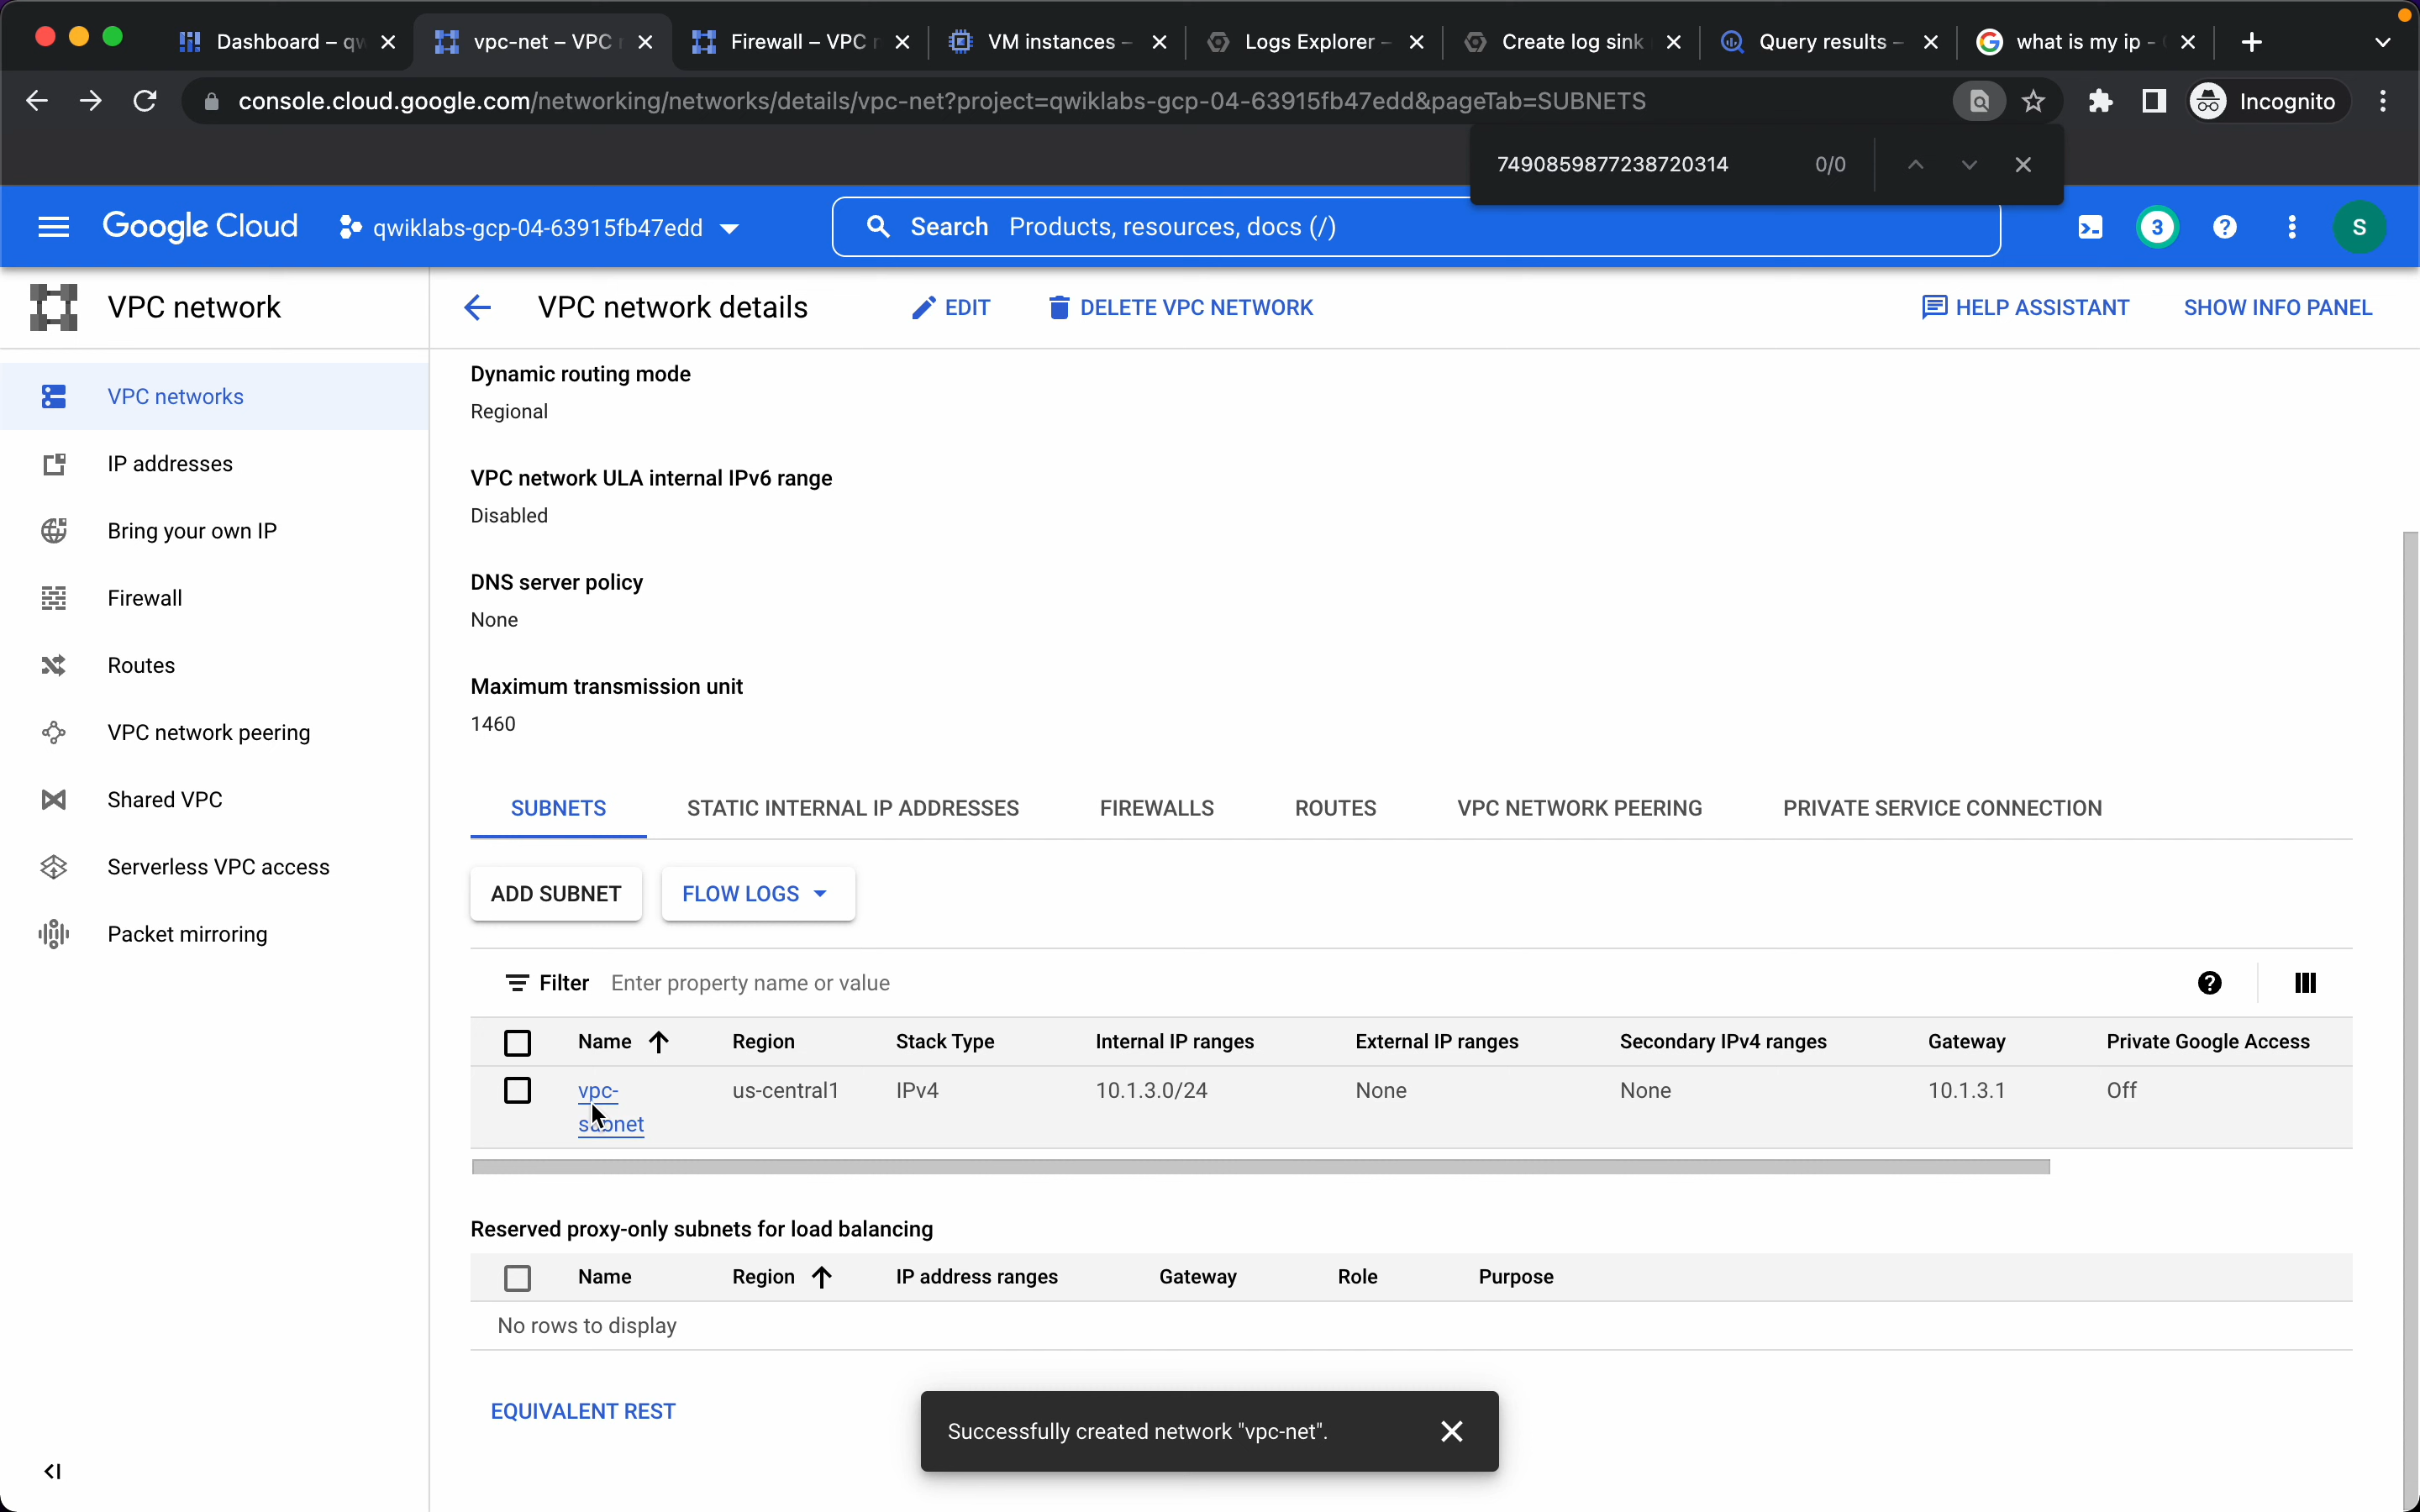 Dashboard – qw
vpc-net – VPC
Firewall – VPC
VM instances –
Logs Explorer –
Create log sink
Query results –
what is my ip -
console.cloud.google.com/networking/networks/details/vpc-net?project=qwiklabs-gcp-04-63915fb47edd&pageTab=SUBNETS
Incognito
7490859877238720314 0/0
Google Cloud
qwiklabs-gcp-04-63915fb47edd
Search Products, resources, docs (/)
3
?
S
VPC network
VPC network details
EDIT
DELETE VPC NETWORK
HELP ASSISTANT
SHOW INFO PANEL
VPC networks
IP addresses
Bring your own IP
Firewall
Routes
VPC network peering
Shared VPC
Serverless VPC access
Packet mirroring
Dynamic routing mode
Regional
VPC network ULA internal IPv6 range
Disabled
DNS server policy
None
Maximum transmission unit
1460
SUBNETS STATIC INTERNAL IP ADDRESSES FIREWALLS ROUTES VPC NETWORK PEERING PRIVATE SERVICE CONNECTION
ADD SUBNET FLOW LOGS
Filter Enter property name or value
?
Name Region Stack Type Internal IP ranges External IP ranges Secondary IPv4 ranges Gateway Private Google Access
vpc-subnet us-central1 IPv4 10.1.3.0/24 None None 10.1.3.1 Off
Reserved proxy-only subnets for load balancing
Name Region IP address ranges Gateway Role Purpose
No rows to display
EQUIVALENT REST
Successfully created network "vpc-net".